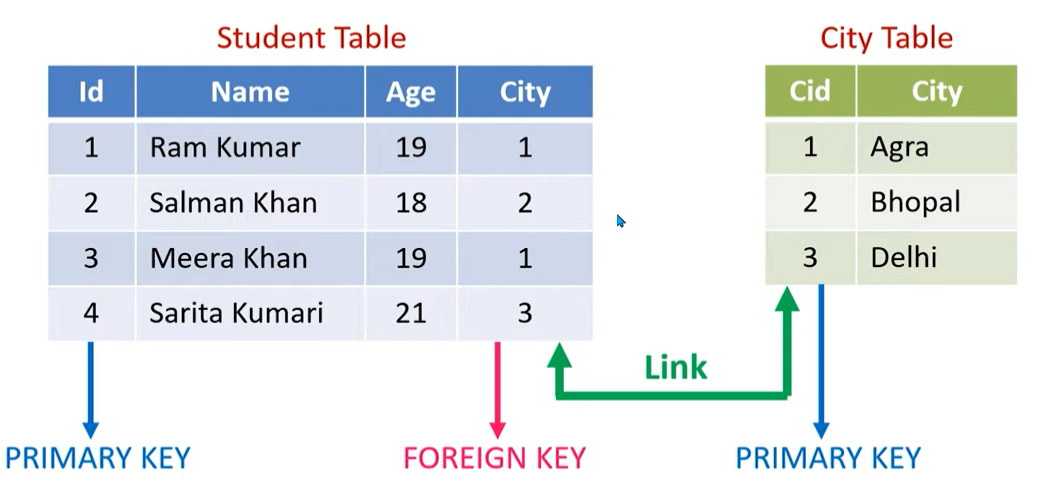 Student Table
Id Name Age City
1 Ram Kumar 19 1
2 Salman Khan 18 2
3 Meera Khan 19 1
4 Sarita Kumari 21 3
City Table
Cid City
1 Agra
2 Bhopal
3 Delhi
Link
PRIMARY KEY
FOREIGN KEY
PRIMARY KEY